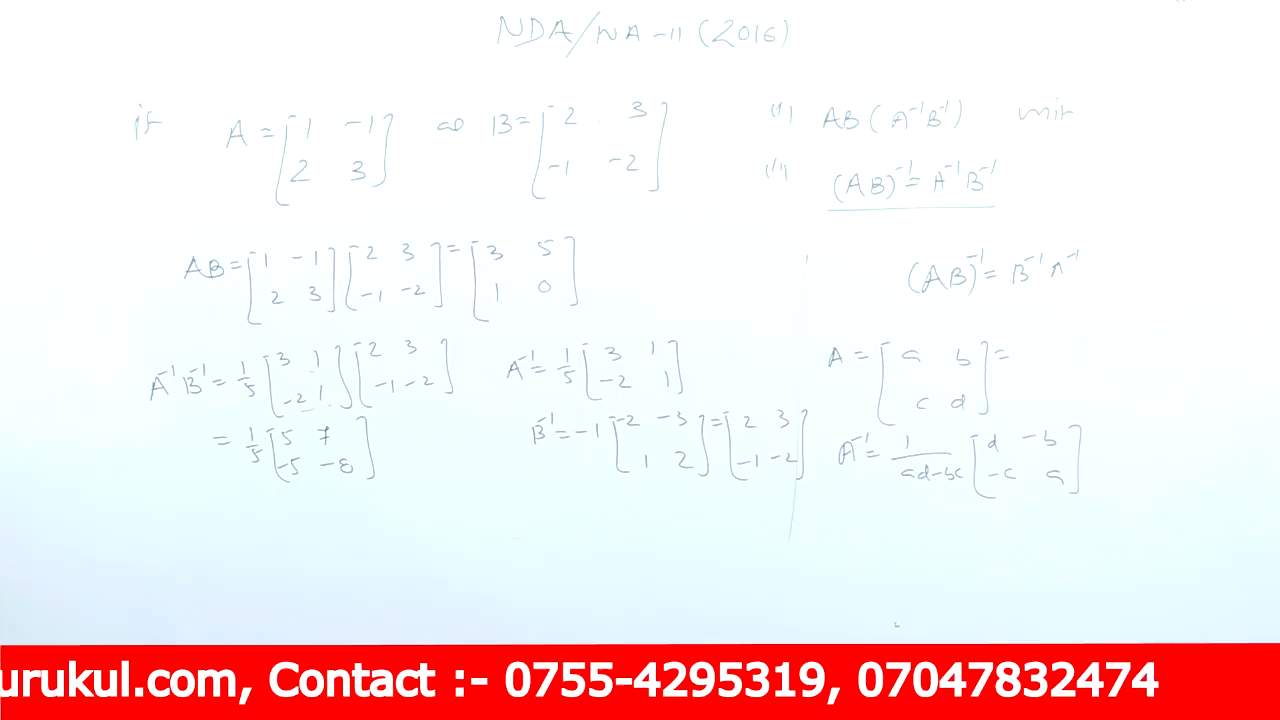 NDA/NA-II (2016)
if A = [1 -1; 2 3] B = [2 3; -1 -2]
(i) AB (A⁻¹B⁻¹) unit
(ii) (AB)⁻¹ = A⁻¹ B⁻¹
AB = [1 -1; 2 3] [2 3; -1 -2] = [3 5; 1 0]
(AB)⁻¹ = B⁻¹ A⁻¹
A⁻¹ B⁻¹ = 1/5 [3 1; -2 1] [2 3; -1 -2]
= 1/5 [5 7; -5 -8]
A⁻¹ = 1/5 [3 1; -2 1]
B⁻¹ = -1 [-2 -3; 1 2] = [2 3; -1 -2]
A = [a b; c d] =
A⁻¹ = 1/(ad-bc) [d -b; -c a]
urukul.com, Contact :- 0755-4295319, 07047832474